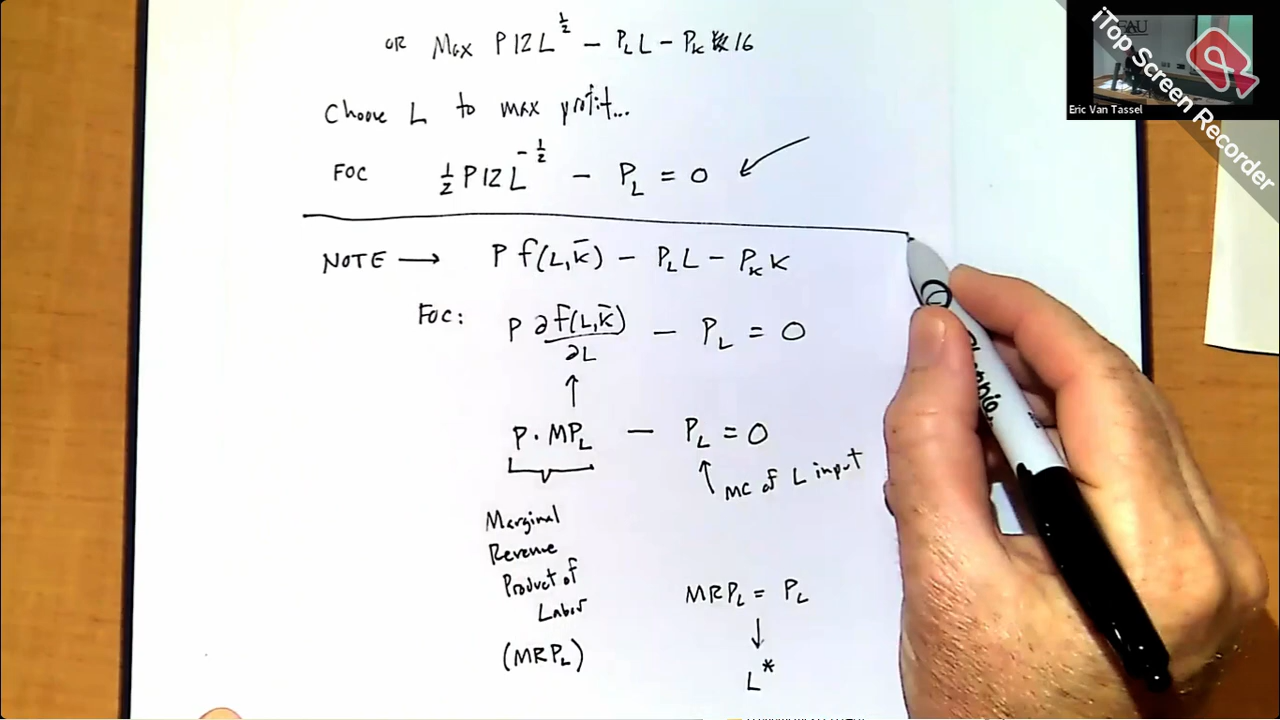 OR Max P12L^½ − P_L L − P_K 16
Choose L to max profit...
FOC ½P12L^−½ − P_L = 0
NOTE → P f(L,K̄) − P_L L − P_K K
FOC: P ∂f(L,K̄)/∂L − P_L = 0
↑
P · MP_L − P_L = 0
↑ MC of L input
Marginal
Revenue
Product of
Labor
(MRP_L)
MRP_L = P_L
↓
L*
FAU
Eric Van Tassel
iTop Screen Recorder